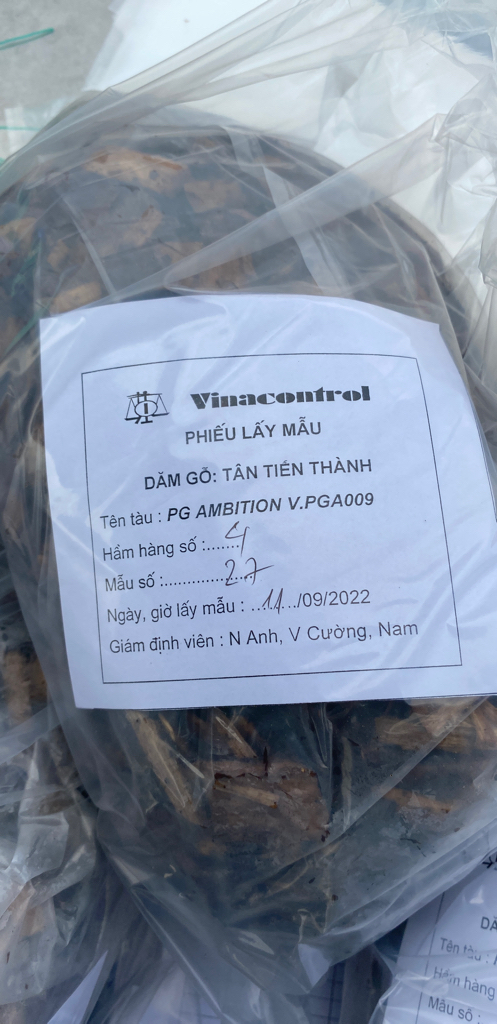 Vinacontrol
PHIẾU LẤY MẪU
DĂM GỖ: TÂN TIẾN THÀNH
Tên tàu : PG AMBITION V.PGA009
Hầm hàng số :.......4
Mẫu số :................27
Ngày, giờ lấy mẫu : ...11.../09/2022
Giám định viên : N Anh, V Cường, Nam
Tên tàu :
Hầm hàng
Mẫu số :